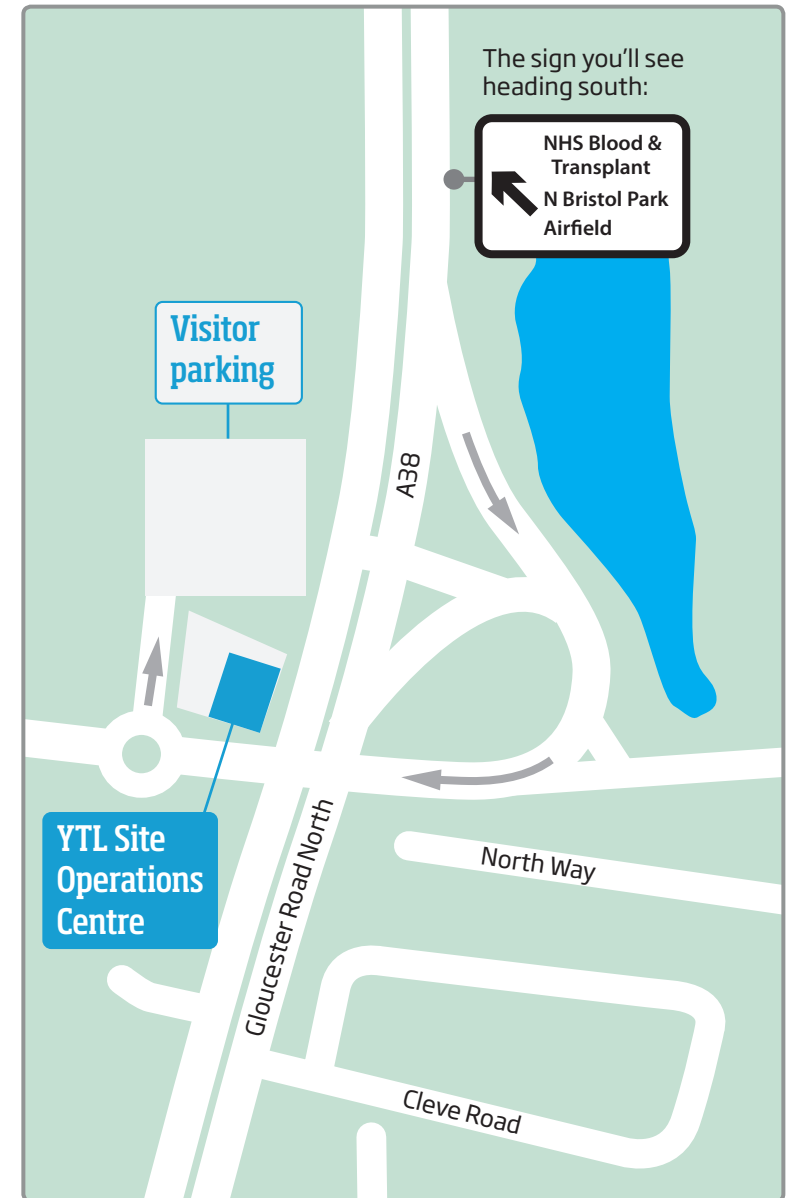 The sign you'll see
heading south:
NHS Blood &
Transplant
N Bristol Park
Airfield
Visitor
parking
A38
YTL Site
Operations
Centre
Gloucester Road North
North Way
Cleve Road